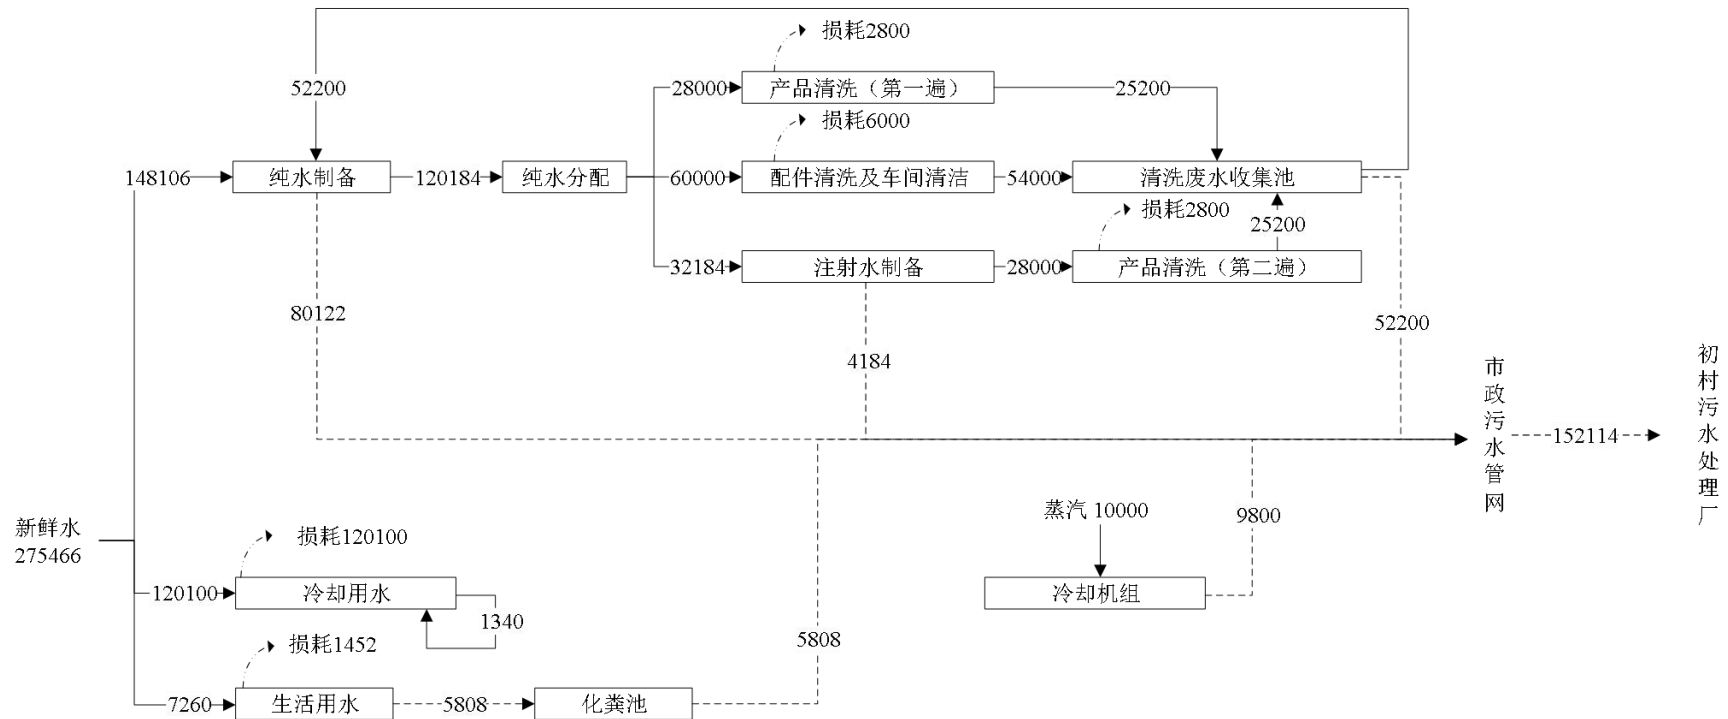 损耗2800
52200
28000
产品清洗（第一遍）
25200
损耗6000
148106
纯水制备
120184
纯水分配
60000
配件清洗及车间清洁
54000
清洗废水收集池
损耗2800
25200
32184
注射水制备
28000
产品清洗（第二遍）
80122
52200
4184
市政污水管网
152114
初村污水处理厂
新鲜水
275466
损耗120100
蒸汽 10000
9800
120100
冷却用水
1340
冷却机组
损耗1452
5808
7260
生活用水
5808
化粪池